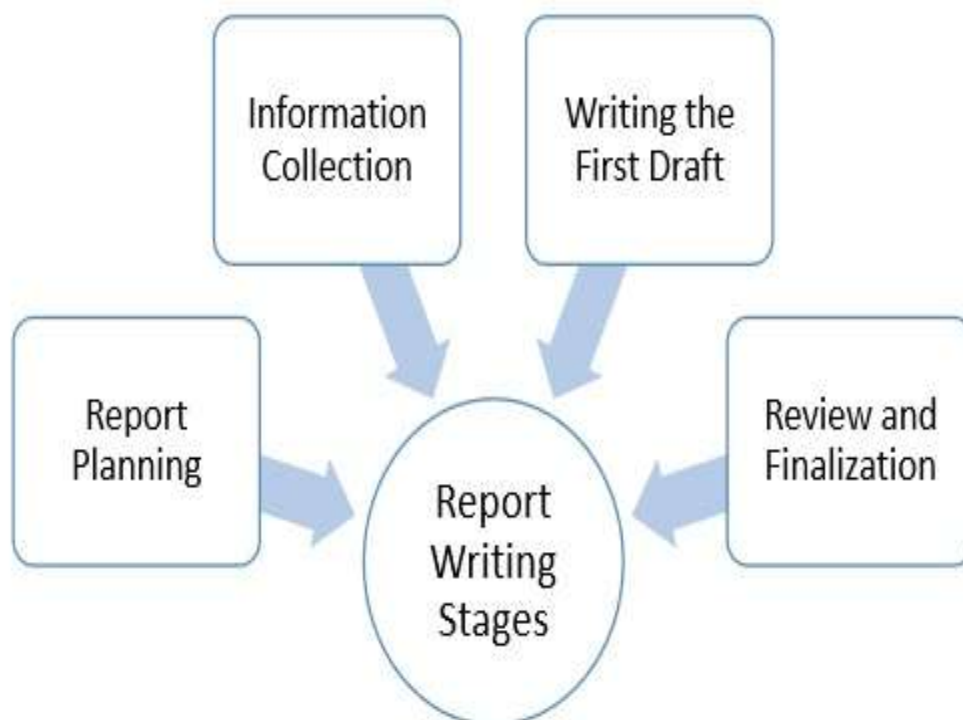 Information
Collection
Writing the
First Draft
Report
Planning
Review and
Finalization
Report
Writing
Stages